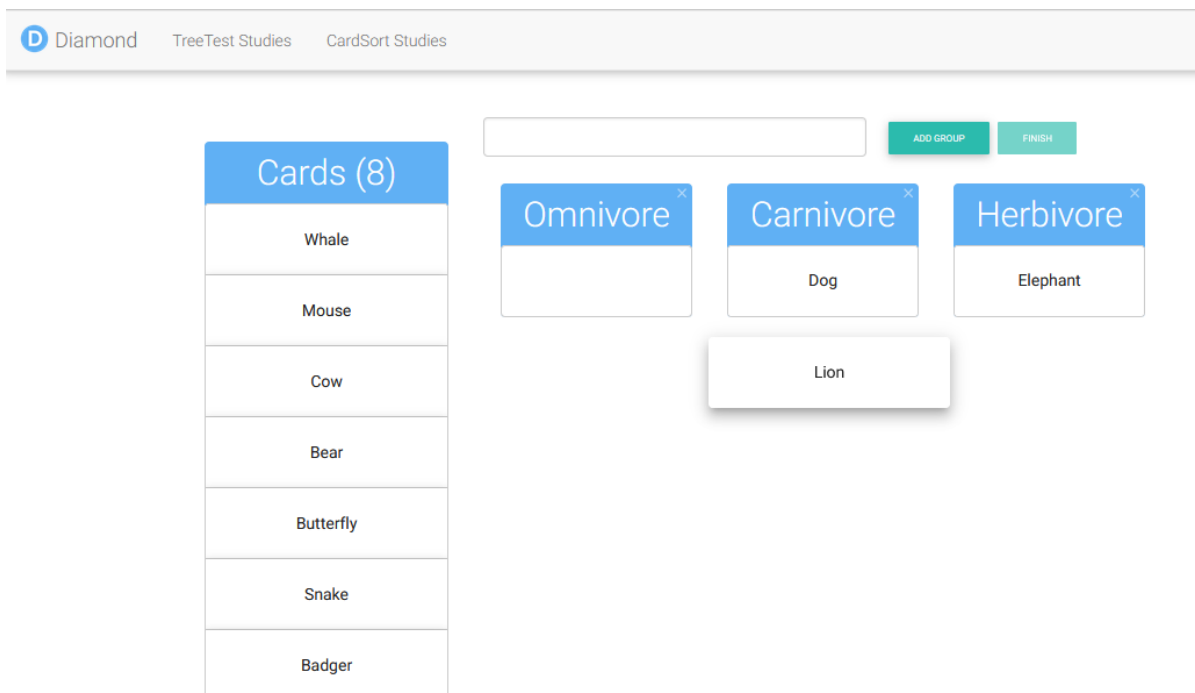 D Diamond TreeTest Studies CardSort Studies
ADD GROUP FINISH
Cards (8)
Whale
Mouse
Cow
Bear
Butterfly
Snake
Badger
Omnivore ×
Carnivore ×
Dog
Herbivore ×
Elephant
Lion